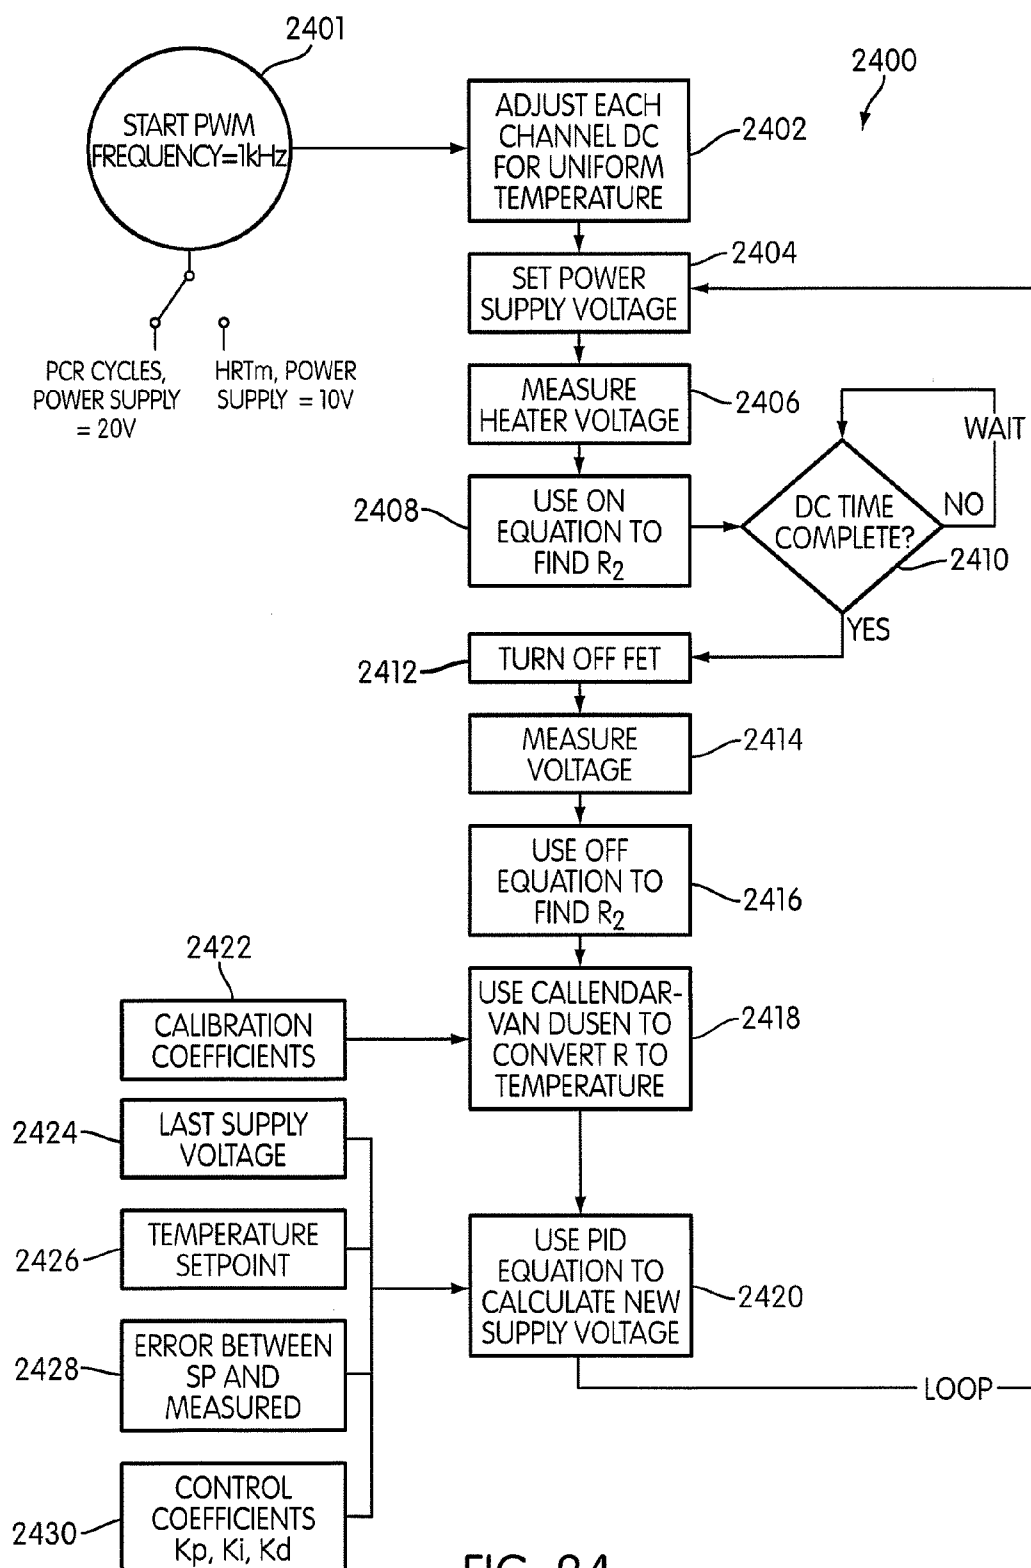 2401
START PWM
FREQUENCY=1kHz
2400
ADJUST EACH
CHANNEL DC
FOR UNIFORM
TEMPERATURE
2402
SET POWER
SUPPLY VOLTAGE
2404
PCR CYCLES,
POWER SUPPLY
= 20V
HRTm, POWER
SUPPLY = 10V
MEASURE
HEATER VOLTAGE
2406
WAIT
2408
USE ON
EQUATION TO
FIND R2
DC TIME
COMPLETE?
NO
2410
YES
2412
TURN OFF FET
MEASURE
VOLTAGE
2414
USE OFF
EQUATION TO
FIND R2
2416
2422
CALIBRATION
COEFFICIENTS
USE CALLENDAR-
VAN DUSEN TO
CONVERT R TO
TEMPERATURE
2418
2424
LAST SUPPLY
VOLTAGE
2426
TEMPERATURE
SETPOINT
USE PID
EQUATION TO
CALCULATE NEW
SUPPLY VOLTAGE
2420
2428
ERROR BETWEEN
SP AND
MEASURED
LOOP
2430
CONTROL
COEFFICIENTS
Kp, Ki, Kd
FIG. 24